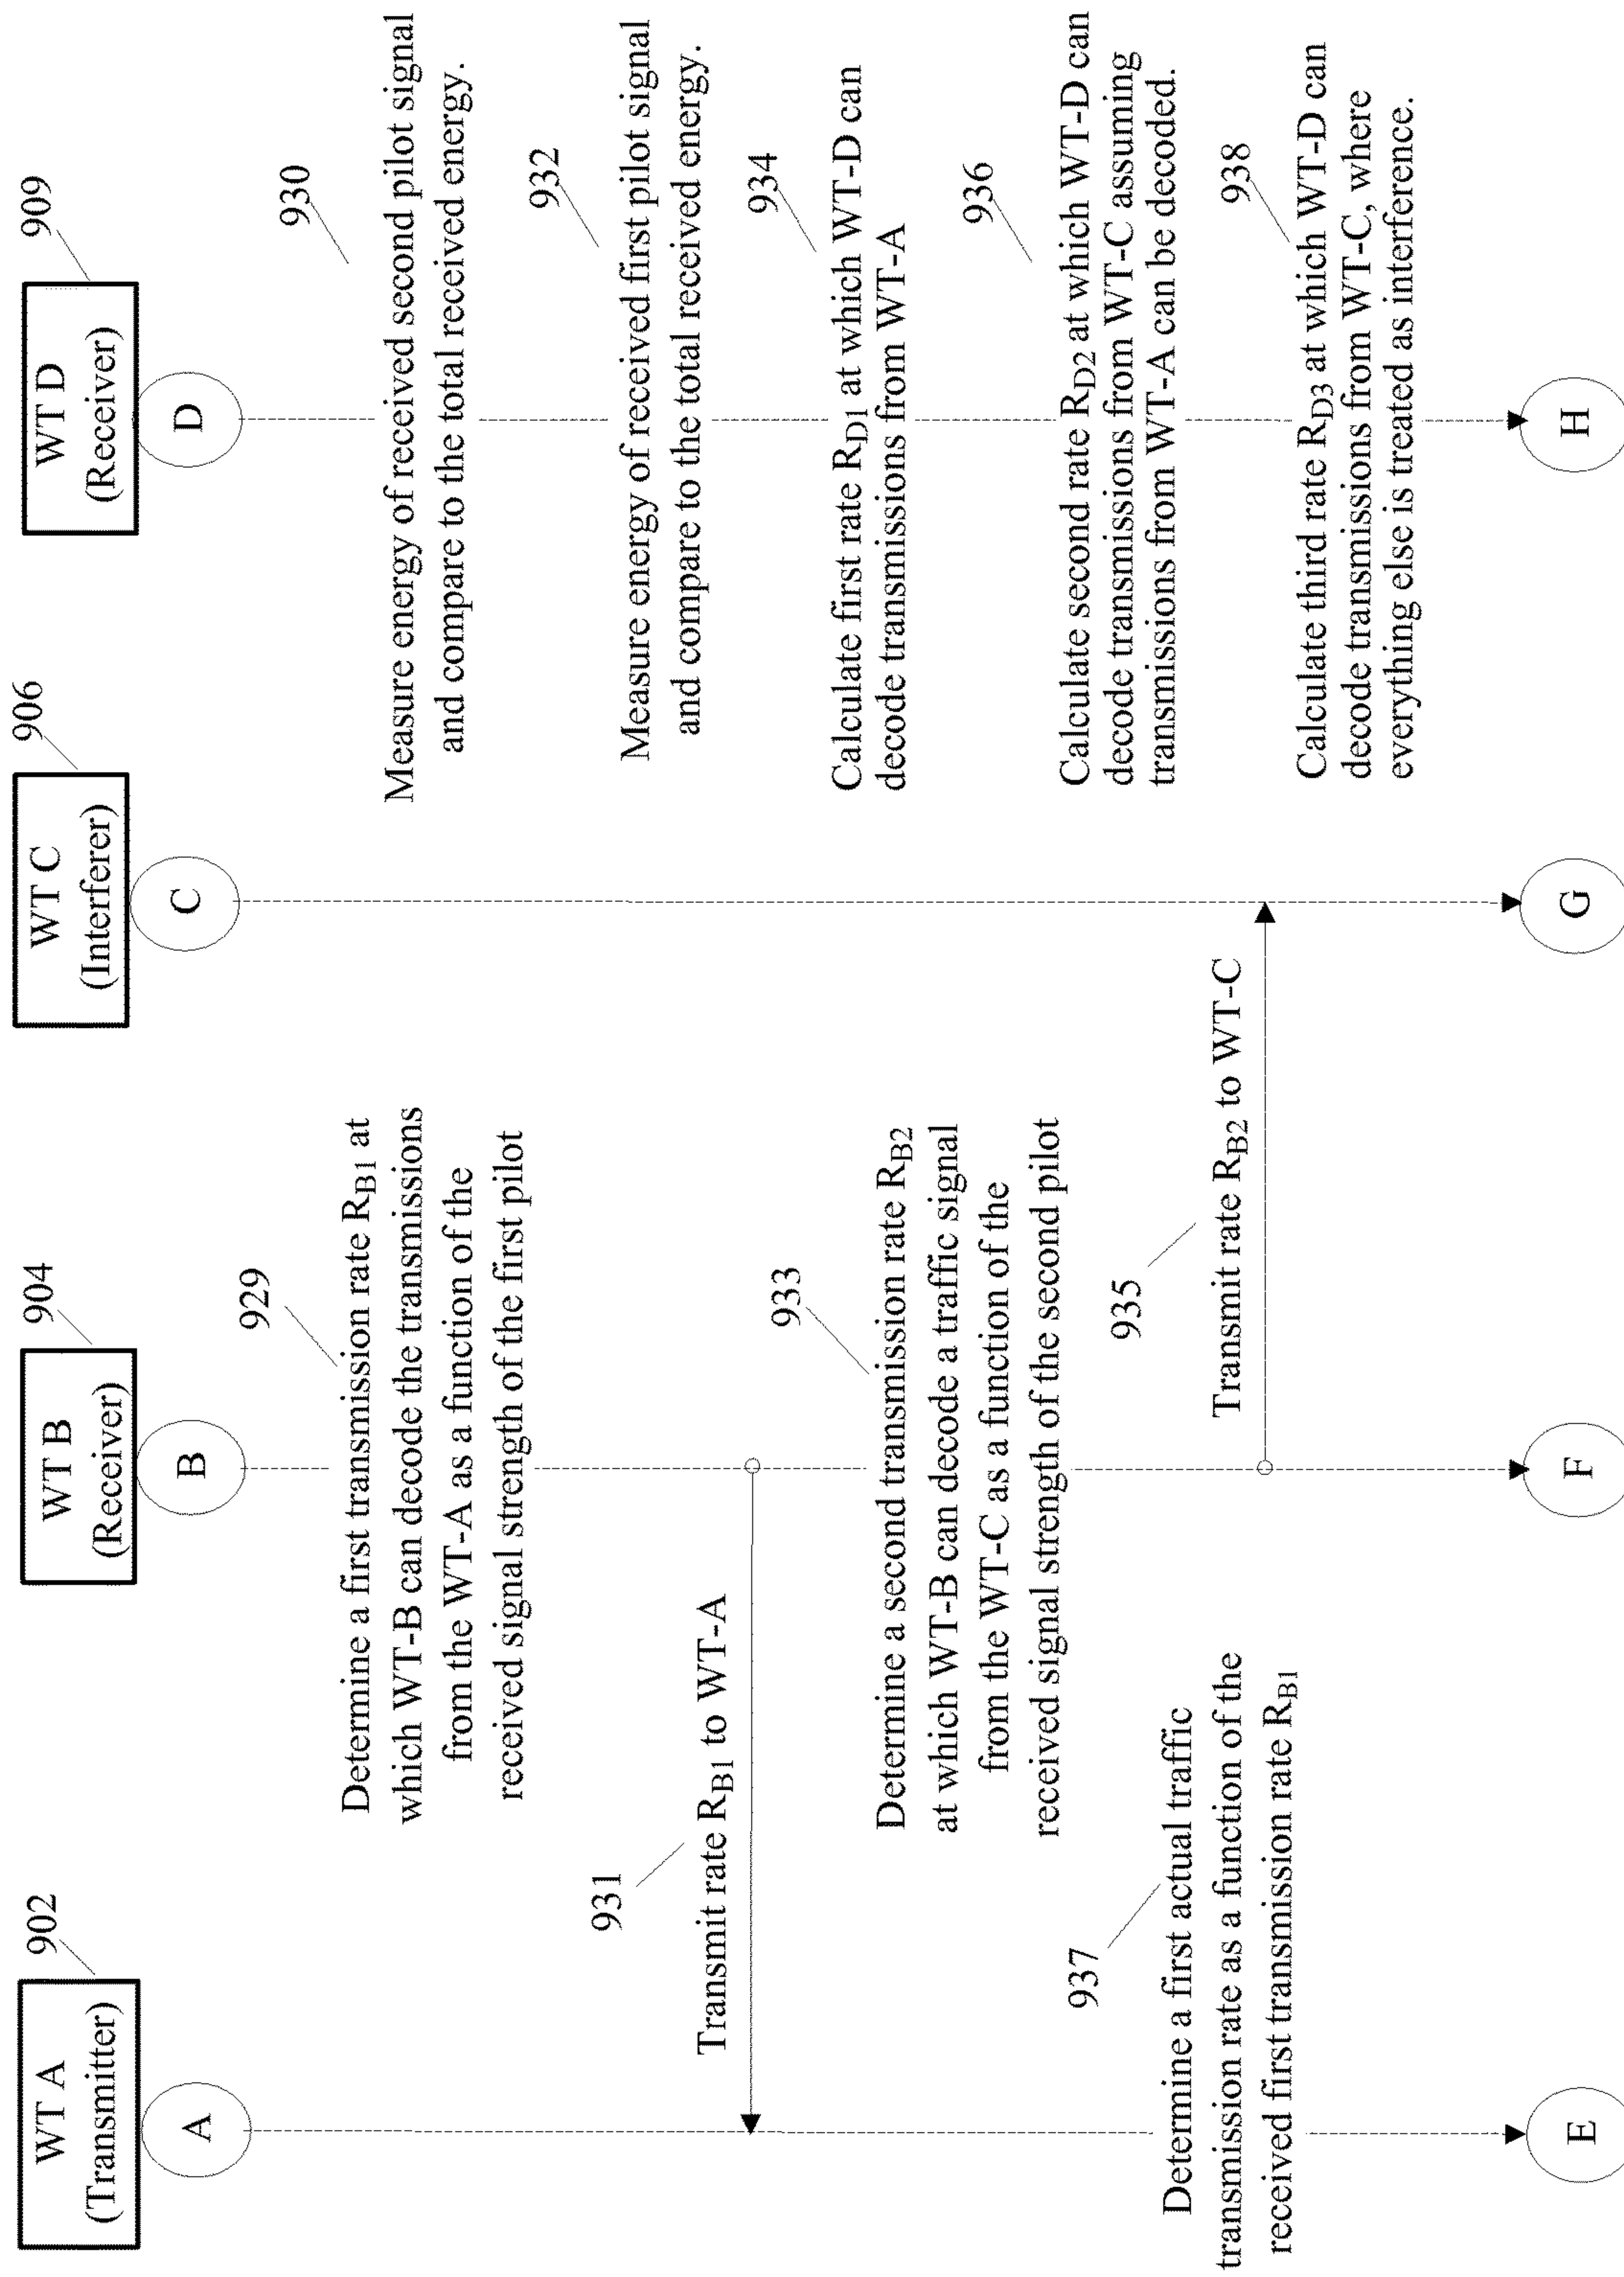 WT A
(Transmitter)
902
A
WT B
(Receiver)
904
B
WT C
(Interferer)
906
C
WT D
(Receiver)
909
D
929
Determine a first transmission rate RB1 at
which WT-B can decode the transmissions
from the WT-A as a function of the
received signal strength of the first pilot
930
Measure energy of received second pilot signal
and compare to the total received energy.
931
Transmit rate RB1 to WT-A
932
Measure energy of received first pilot signal
and compare to the total received energy.
933
Determine a second transmission rate RB2
at which WT-B can decode a traffic signal
from the WT-C as a function of the
received signal strength of the second pilot
934
Calculate first rate RD1 at which WT-D can
decode transmissions from WT-A
935
Transmit rate RB2 to WT-C
936
Calculate second rate RD2 at which WT-D can
decode transmissions from WT-C assuming
transmissions from WT-A can be decoded.
937
Determine a first actual traffic
transmission rate as a function of the
received first transmission rate RB1
938
Calculate third rate RD3 at which WT-D can
decode transmissions from WT-C, where
everything else is treated as interference.
E
F
G
H